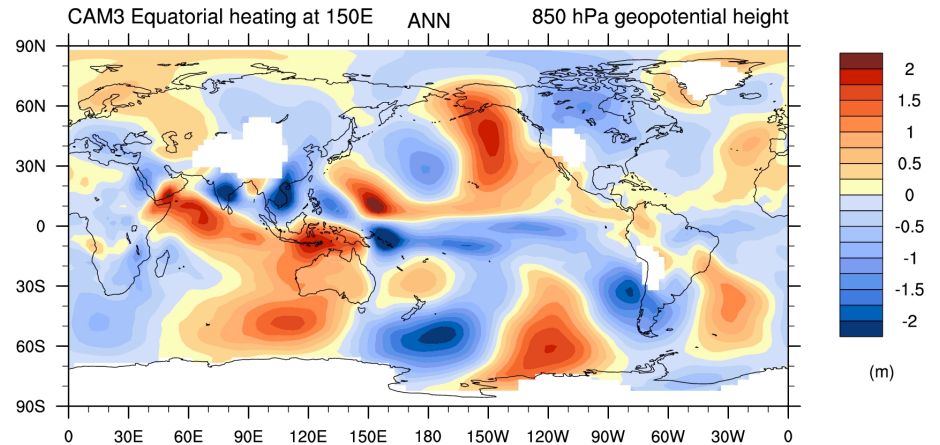 CAM3 Equatorial heating at 150E ANN 850 hPa geopotential height
90N
60N
30N
0
30S
60S
90S
0 30E 60E 90E 120E 150E 180 150W 120W 90W 60W 30W 0
2
1.5
1
0.5
0
-0.5
-1
-1.5
-2
(m)